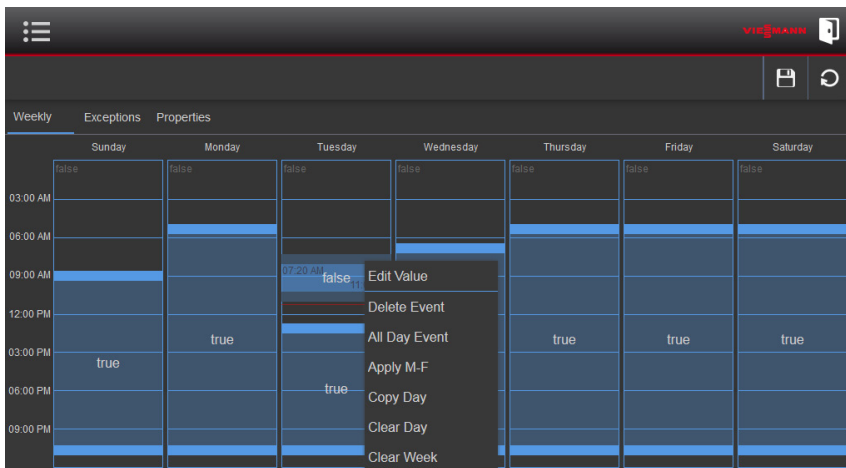 VIESMANN
Weekly Exceptions Properties
Sunday Monday Tuesday Wednesday Thursday Friday Saturday
false false false false false false false
03:00 AM
06:00 AM
09:00 AM
07:20 AM
false
11:
Edit Value
12:00 PM
Delete Event
All Day Event
true true true true
03:00 PM
true
Apply M-F
06:00 PM
true
Copy Day
09:00 PM
Clear Day
Clear Week